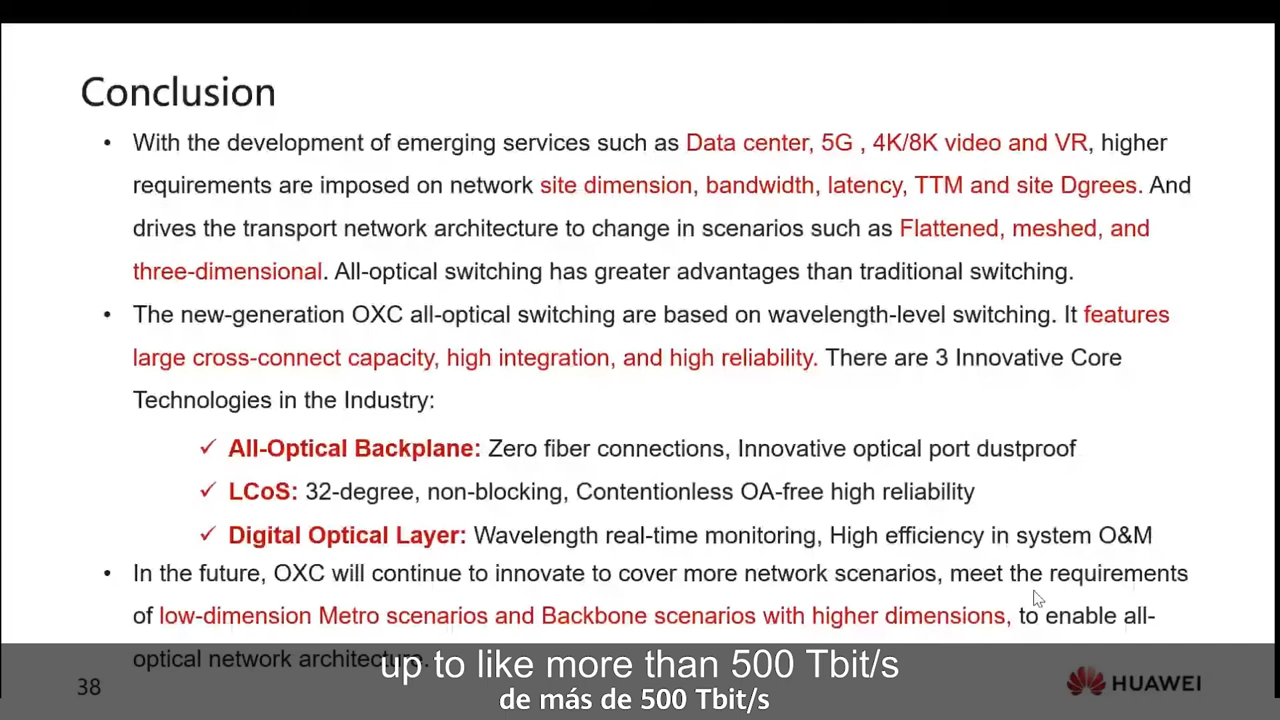 Conclusion
• With the development of emerging services such as Data center, 5G , 4K/8K video and VR, higher
requirements are imposed on network site dimension, bandwidth, latency, TTM and site Dgrees. And
drives the transport network architecture to change in scenarios such as Flattened, meshed, and
three-dimensional. All-optical switching has greater advantages than traditional switching.
• The new-generation OXC all-optical switching are based on wavelength-level switching. It features
large cross-connect capacity, high integration, and high reliability. There are 3 Innovative Core
Technologies in the Industry:
✓ All-Optical Backplane: Zero fiber connections, Innovative optical port dustproof
✓ LCoS: 32-degree, non-blocking, Contentionless OA-free high reliability
✓ Digital Optical Layer: Wavelength real-time monitoring, High efficiency in system O&M
• In the future, OXC will continue to innovate to cover more network scenarios, meet the requirements
of low-dimension Metro scenarios and Backbone scenarios with higher dimensions, to enable all-
optical network architecture.
up to like more than 500 Tbit/s
de más de 500 Tbit/s
38
HUAWEI